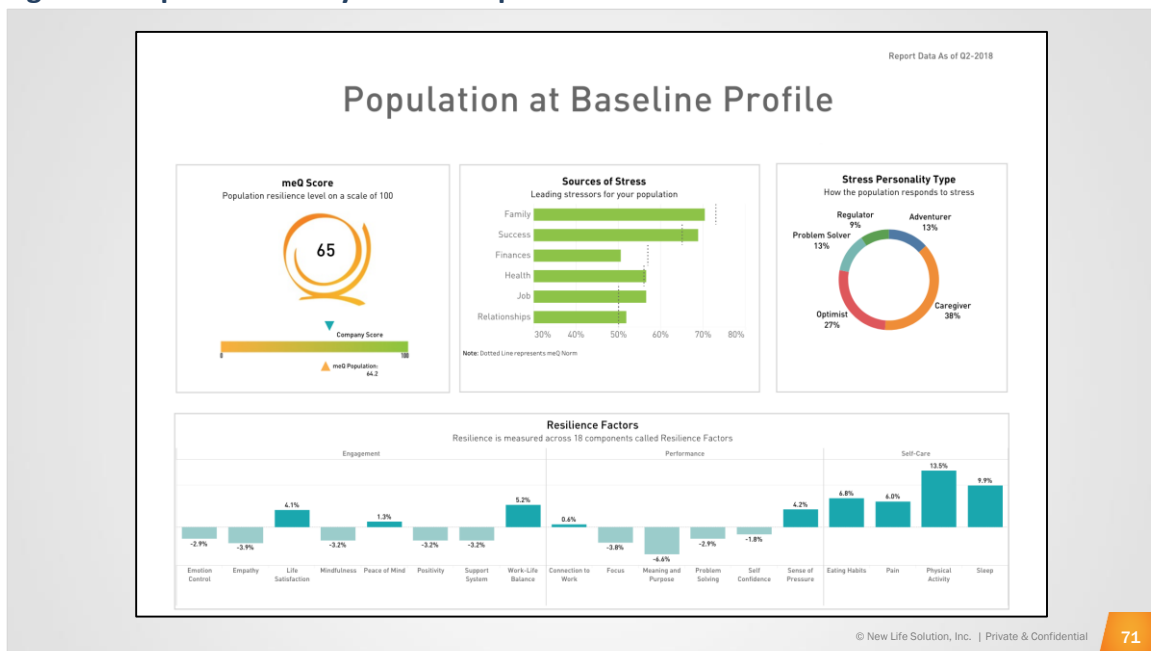 Report Data As of Q2-2018
Population at Baseline Profile
meQ Score
Population resilience level on a scale of 100
65
Company Score
0
100
meQ Population:
64.2
Sources of Stress
Leading stressors for your population
Family
Success
Finances
Health
Job
Relationships
30% 40% 50% 60% 70% 80%
Note: Dotted Line represents meQ Norm
Stress Personality Type
How the population responds to stress
Regulator
9%
Adventurer
13%
Problem Solver
13%
Caregiver
38%
Optimist
27%
Resilience Factors
Resilience is measured across 18 components called Resilience Factors
Engagement Performance Self-Care
-2.9% -3.9% 4.1% -3.2% 1.3% -3.2% -3.2% 5.2% 0.6% -3.8% -6.6% -2.9% -1.8% 4.2% 6.8% 6.0% 13.5% 9.9%
Emotion Control
Empathy
Life Satisfaction
Mindfulness
Peace of Mind
Positivity
Support System
Work-Life Balance
Connection to Work
Focus
Meaning and Purpose
Problem Solving
Self Confidence
Sense of Pressure
Eating Habits
Pain
Physical Activity
Sleep
© New Life Solution, Inc. | Private & Confidential
71